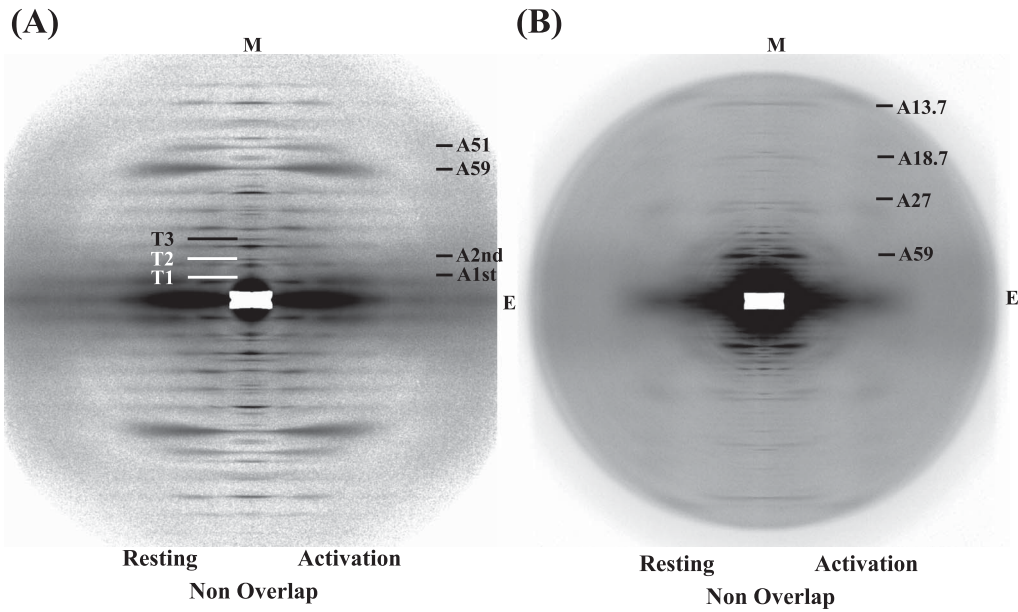 (A)
M
A51
A59
T3
T2
T1
A2nd
A1st
E
Resting
Activation
Non Overlap
(B)
M
A13.7
A18.7
A27
A59
E
Resting
Activation
Non Overlap